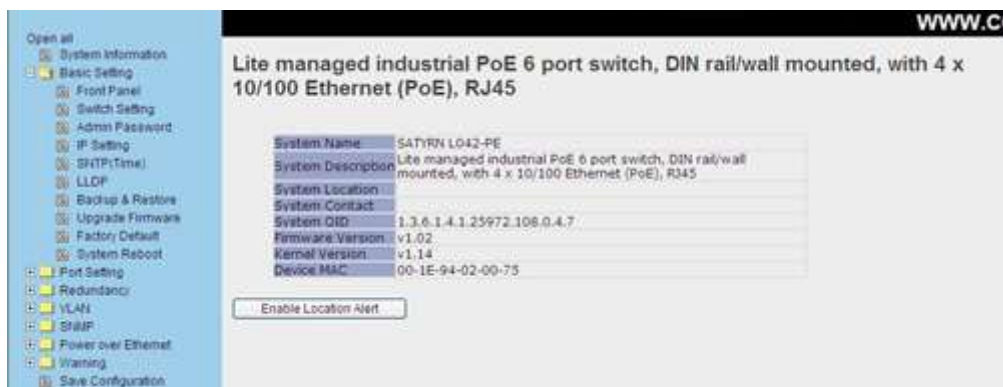 WWW.C
Open all
System Information
Basic Setting
Front Panel
Switch Setting
Admin Password
IP Setting
SNTP(Time)
LLDP
Backup & Restore
Upgrade Firmware
Factory Default
System Reboot
Port Setting
Redundancy
VLAN
SNMP
Power over Ethernet
Warning
Save Configuration
Lite managed industrial PoE 6 port switch, DIN rail/wall mounted, with 4 x
10/100 Ethernet (PoE), RJ45
System Name SATYRN L042-PE
System Description Lite managed industrial PoE 6 port switch, DIN rail/wall
mounted, with 4 x 10/100 Ethernet (PoE), RJ45
System Location
System Contact
System OID 1.3.6.1.4.1.25972.108.0.4.7
Firmware Version v1.02
Kernel Version v1.14
Device MAC 00-1E-94-02-00-75
Enable Location Alert